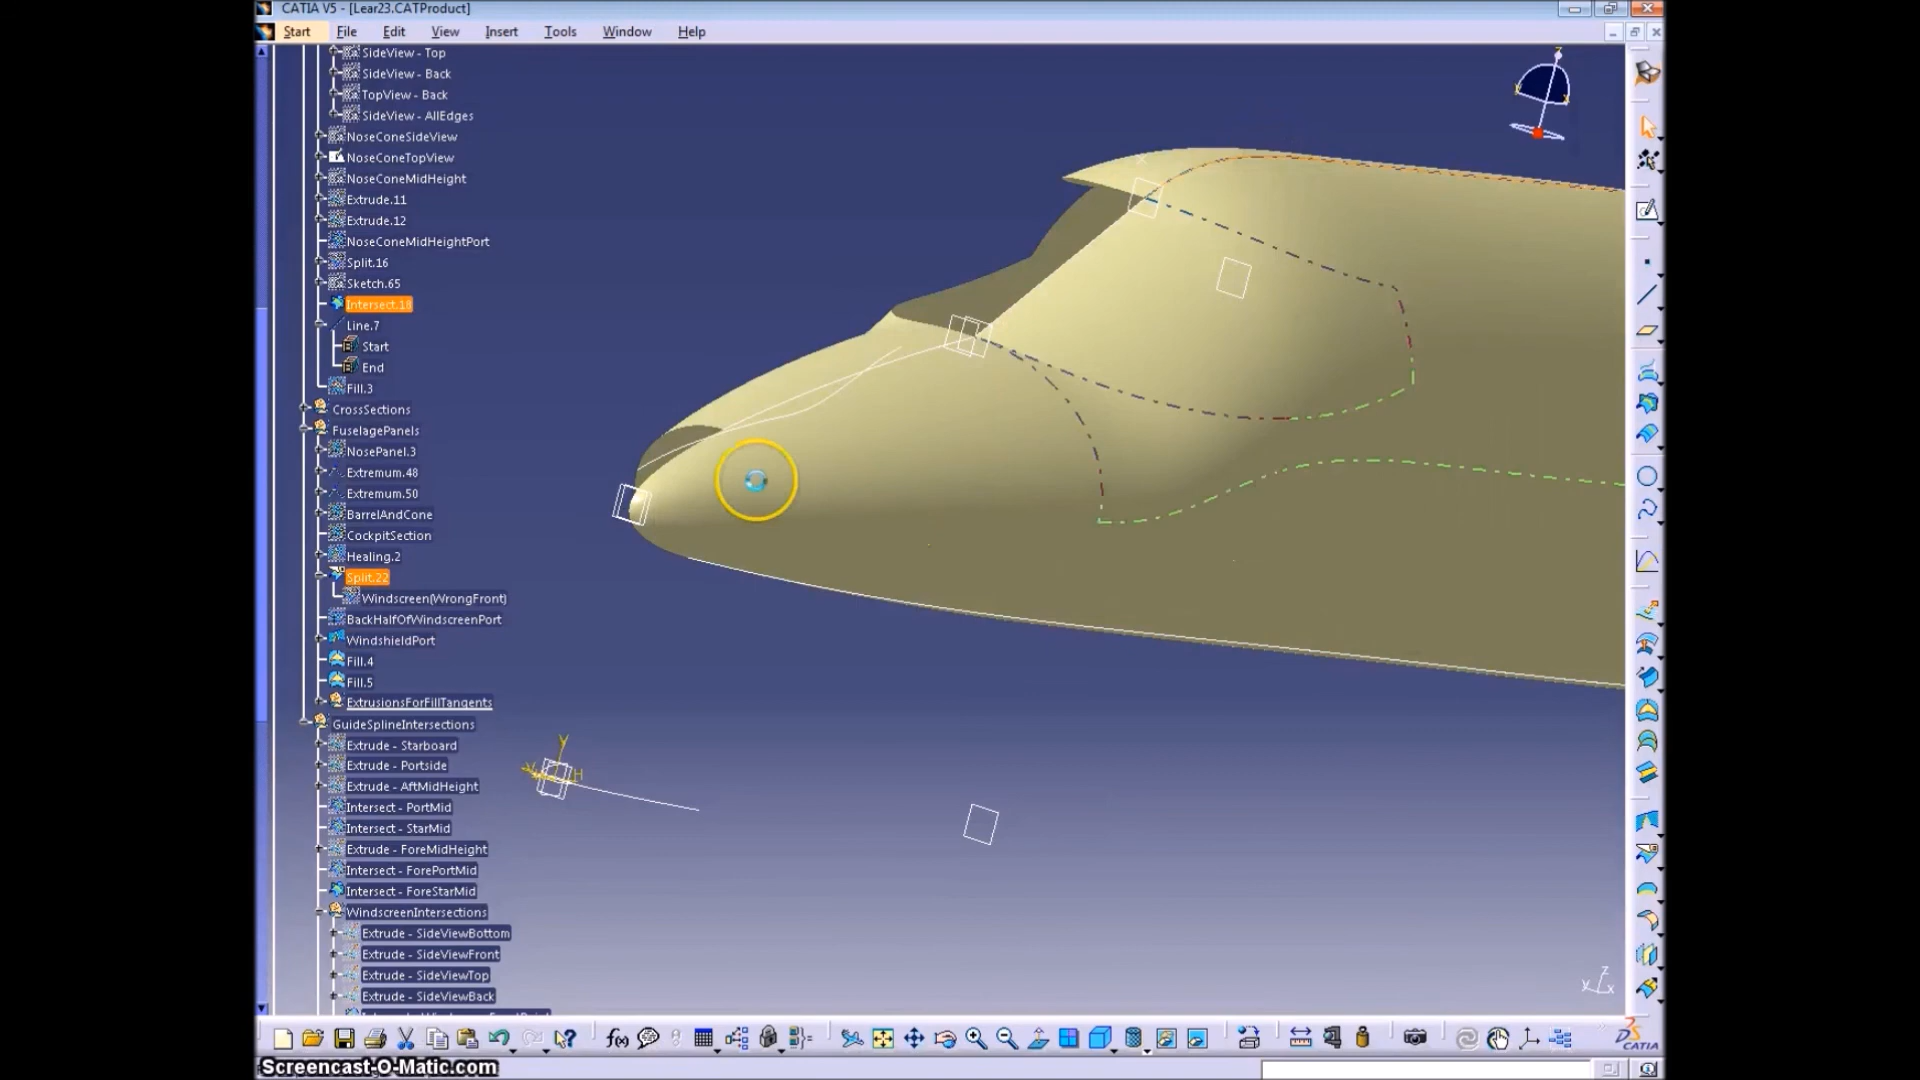 CATIA V5 - [Lear23.CATProduct]
Start File Edit View Insert Tools Window Help
SideView - Top
SideView - Back
TopView - Back
SideView - AllEdges
NoseConeSideView
NoseConeTopView
NoseConeMidHeight
Extrude.11
Extrude.12
NoseConeMidHeightPort
Split.16
Sketch.65
Intersect.18
Line.7
Start
End
Fill.3
CrossSections
FuselagePanels
NosePanel.3
Extremum.48
Extremum.50
BarrelAndCone
CockpitSection
Healing.2
Split.22
Windscreen(WrongFront)
BackHalfOfWindscreenPort
WindshieldPort
Fill.4
Fill.5
ExtrusionsForFillTangents
GuideSplineIntersections
Extrude - Starboard
Extrude - Portside
Extrude - AftMidHeight
Intersect - PortMid
Intersect - StarMid
Extrude - ForeMidHeight
Intersect - ForePortMid
Intersect - ForeStarMid
WindscreenIntersections
Extrude - SideViewBottom
Extrude - SideViewFront
Extrude - SideViewTop
Extrude - SideViewBack
y
H
z
y x
f(x)
CATIA
Screencast-O-Matic.com